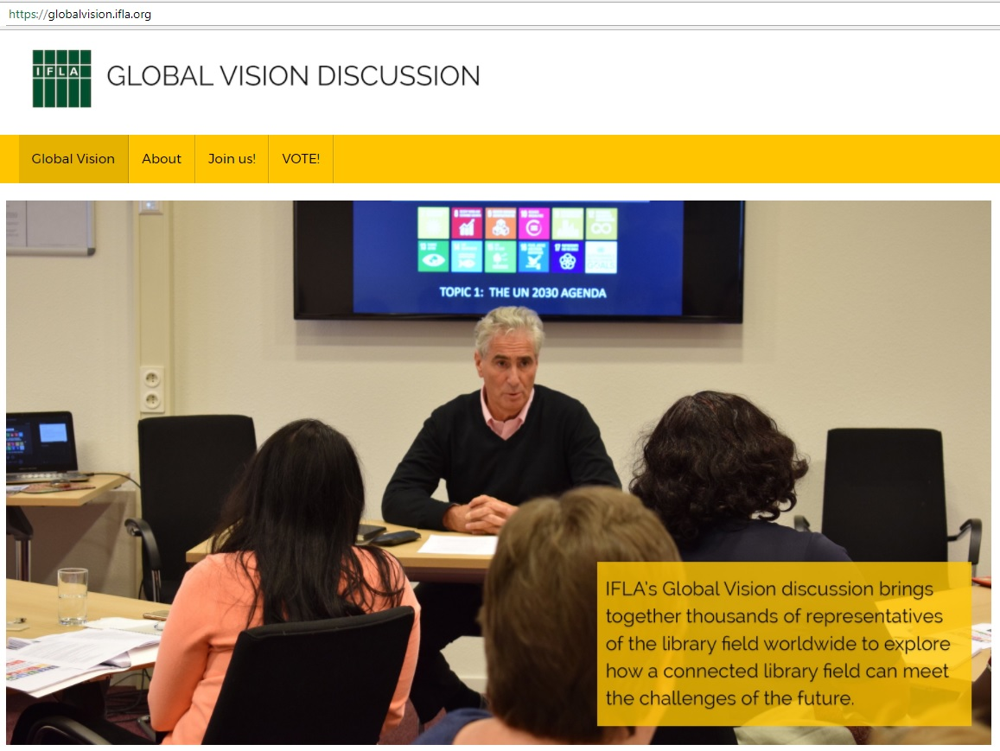 https://globalvision.ifla.org
IFLA
GLOBAL VISION DISCUSSION
Global Vision
About
Join us!
VOTE!
TOPIC 1: THE UN 2030 AGENDA
IFLA's Global Vision discussion brings
together thousands of representatives
of the library field worldwide to explore
how a connected library field can meet
the challenges of the future.